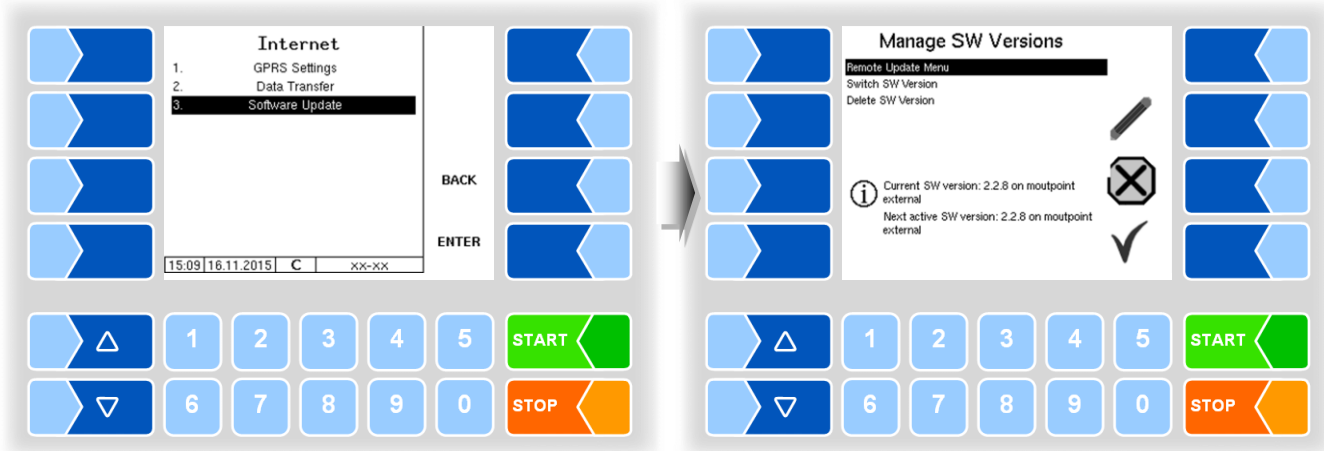 Internet
1. GPRS Settings
2. Data Transfer
3. Software Update
BACK
ENTER
15:09 16.11.2015 C xx-xx
1 2 3 4 5 START
6 7 8 9 0 STOP
Manage SW Versions
Remote Update Menu
Switch SW Version
Delete SW Version
i Current SW version: 2.2.8 on moutpoint
external
Next active SW version: 2.2.8 on moutpoint
external
1 2 3 4 5 START
6 7 8 9 0 STOP